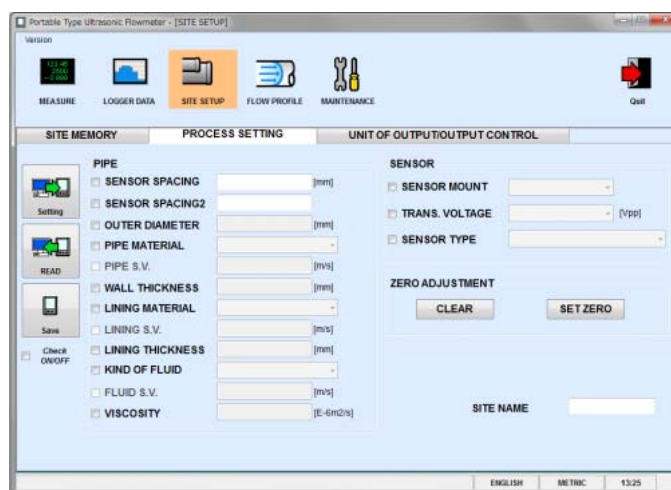 Portable Type Ultrasonic Flowmeter - [SITE SETUP]
Version
MEASURE LOGGER DATA SITE SETUP FLOW PROFILE MAINTENANCE Quit
SITE MEMORY PROCESS SETTING UNIT OF OUTPUT/OUTPUT CONTROL
Setting
READ
Save
Check
ON/OFF
PIPE
SENSOR SPACING [mm]
SENSOR SPACING2
OUTER DIAMETER [mm]
PIPE MATERIAL
PIPE S.V. [m/s]
WALL THICKNESS [mm]
LINING MATERIAL
LINING S.V. [m/s]
LINING THICKNESS [mm]
KIND OF FLUID
FLUID S.V. [m/s]
VISCOSITY [E-6m2/s]
SENSOR
SENSOR MOUNT
TRANS. VOLTAGE [Vpp]
SENSOR TYPE
ZERO ADJUSTMENT
CLEAR SET ZERO
SITE NAME
ENGLISH METRIC 13:25